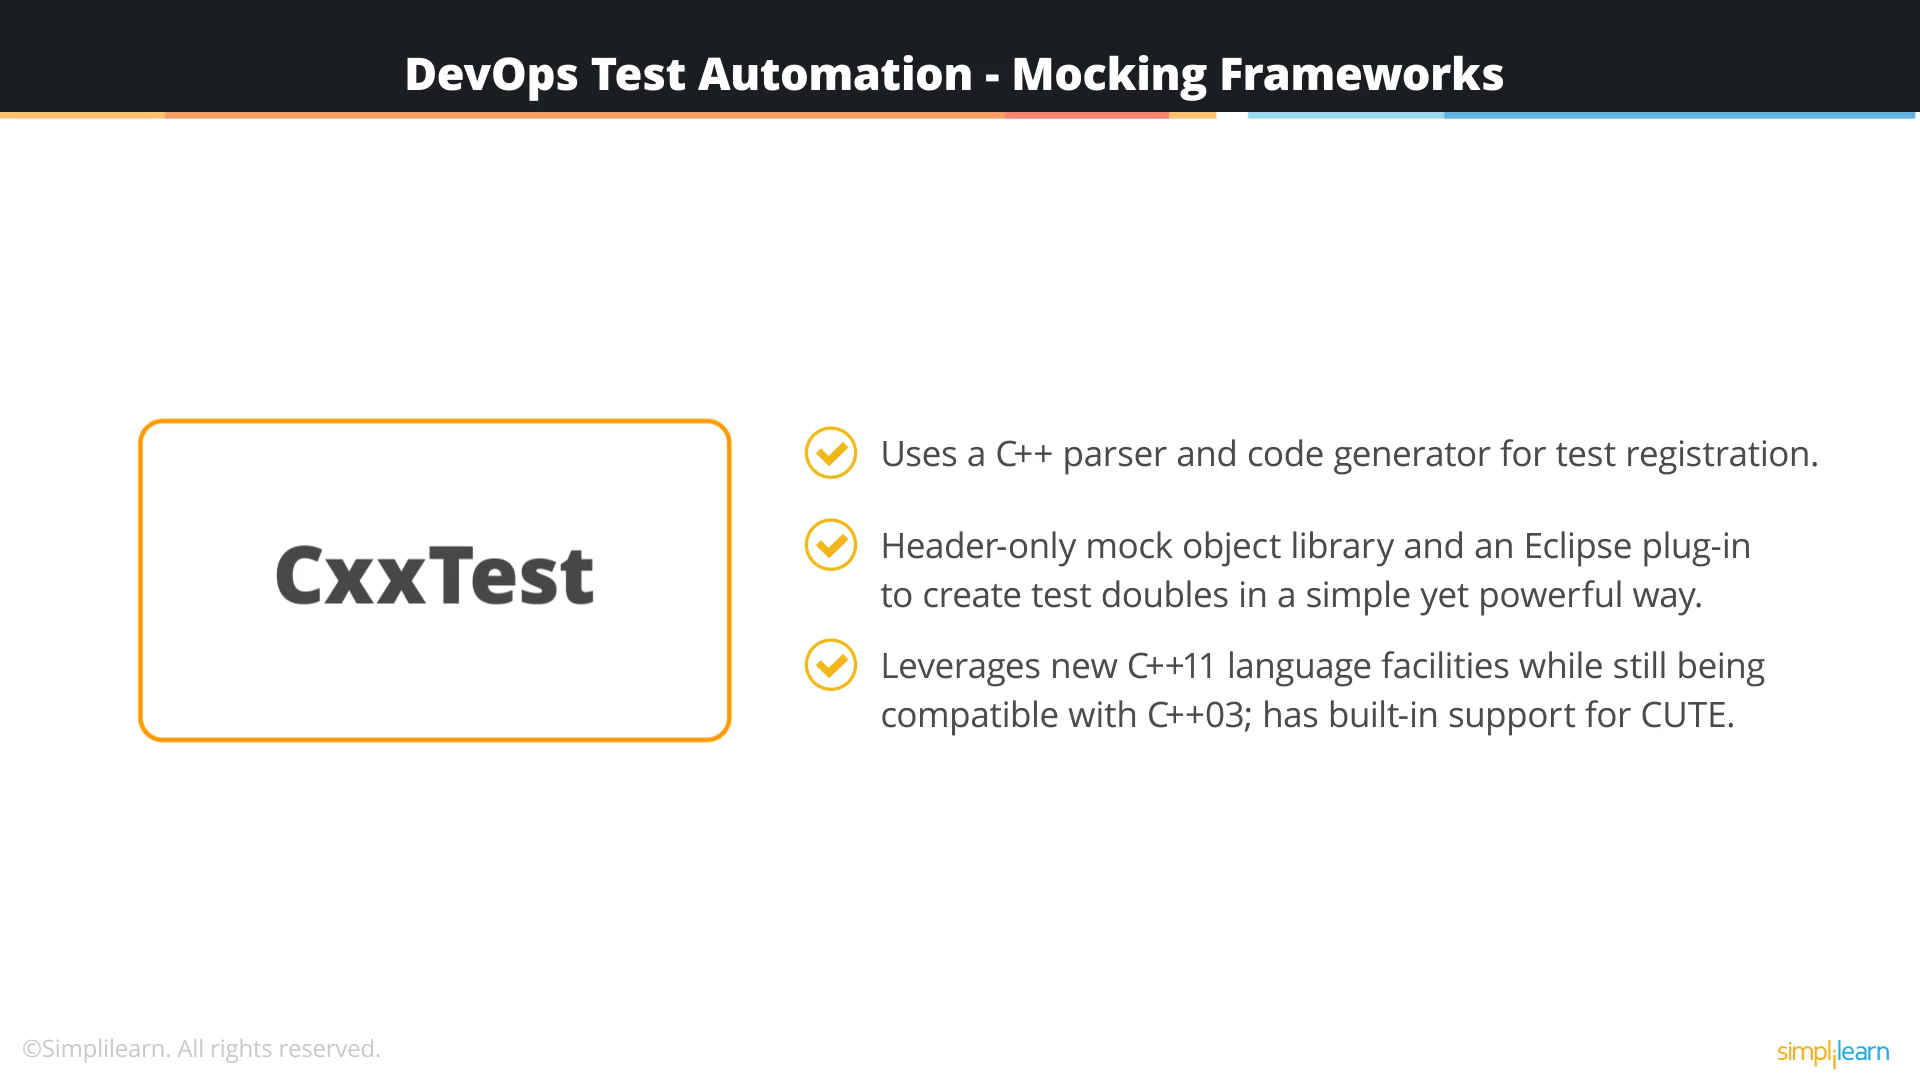 DevOps Test Automation - Mocking Frameworks
CxxTest
Uses a C++ parser and code generator for test registration.
Header-only mock object library and an Eclipse plug-in
to create test doubles in a simple yet powerful way.
Leverages new C++11 language facilities while still being
compatible with C++03; has built-in support for CUTE.
©Simplilearn. All rights reserved.
simplilearn